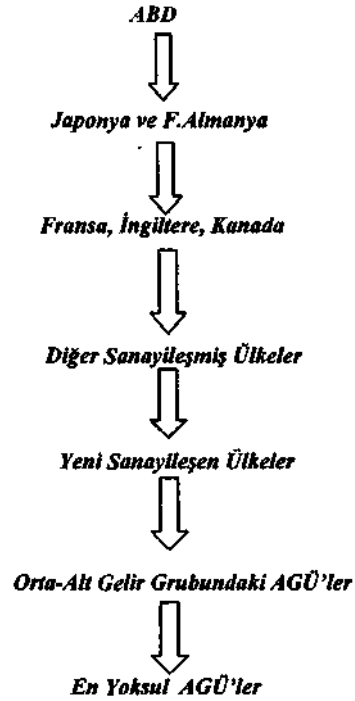 ABD
Japonya ve F.Almanya
Fransa, İngiltere, Kanada
Diğer Sanayileşmiş Ülkeler
Yeni Sanayileşen Ülkeler
Orta-Alt Gelir Grubundaki AGÜ'ler
En Yoksul AGÜ'ler